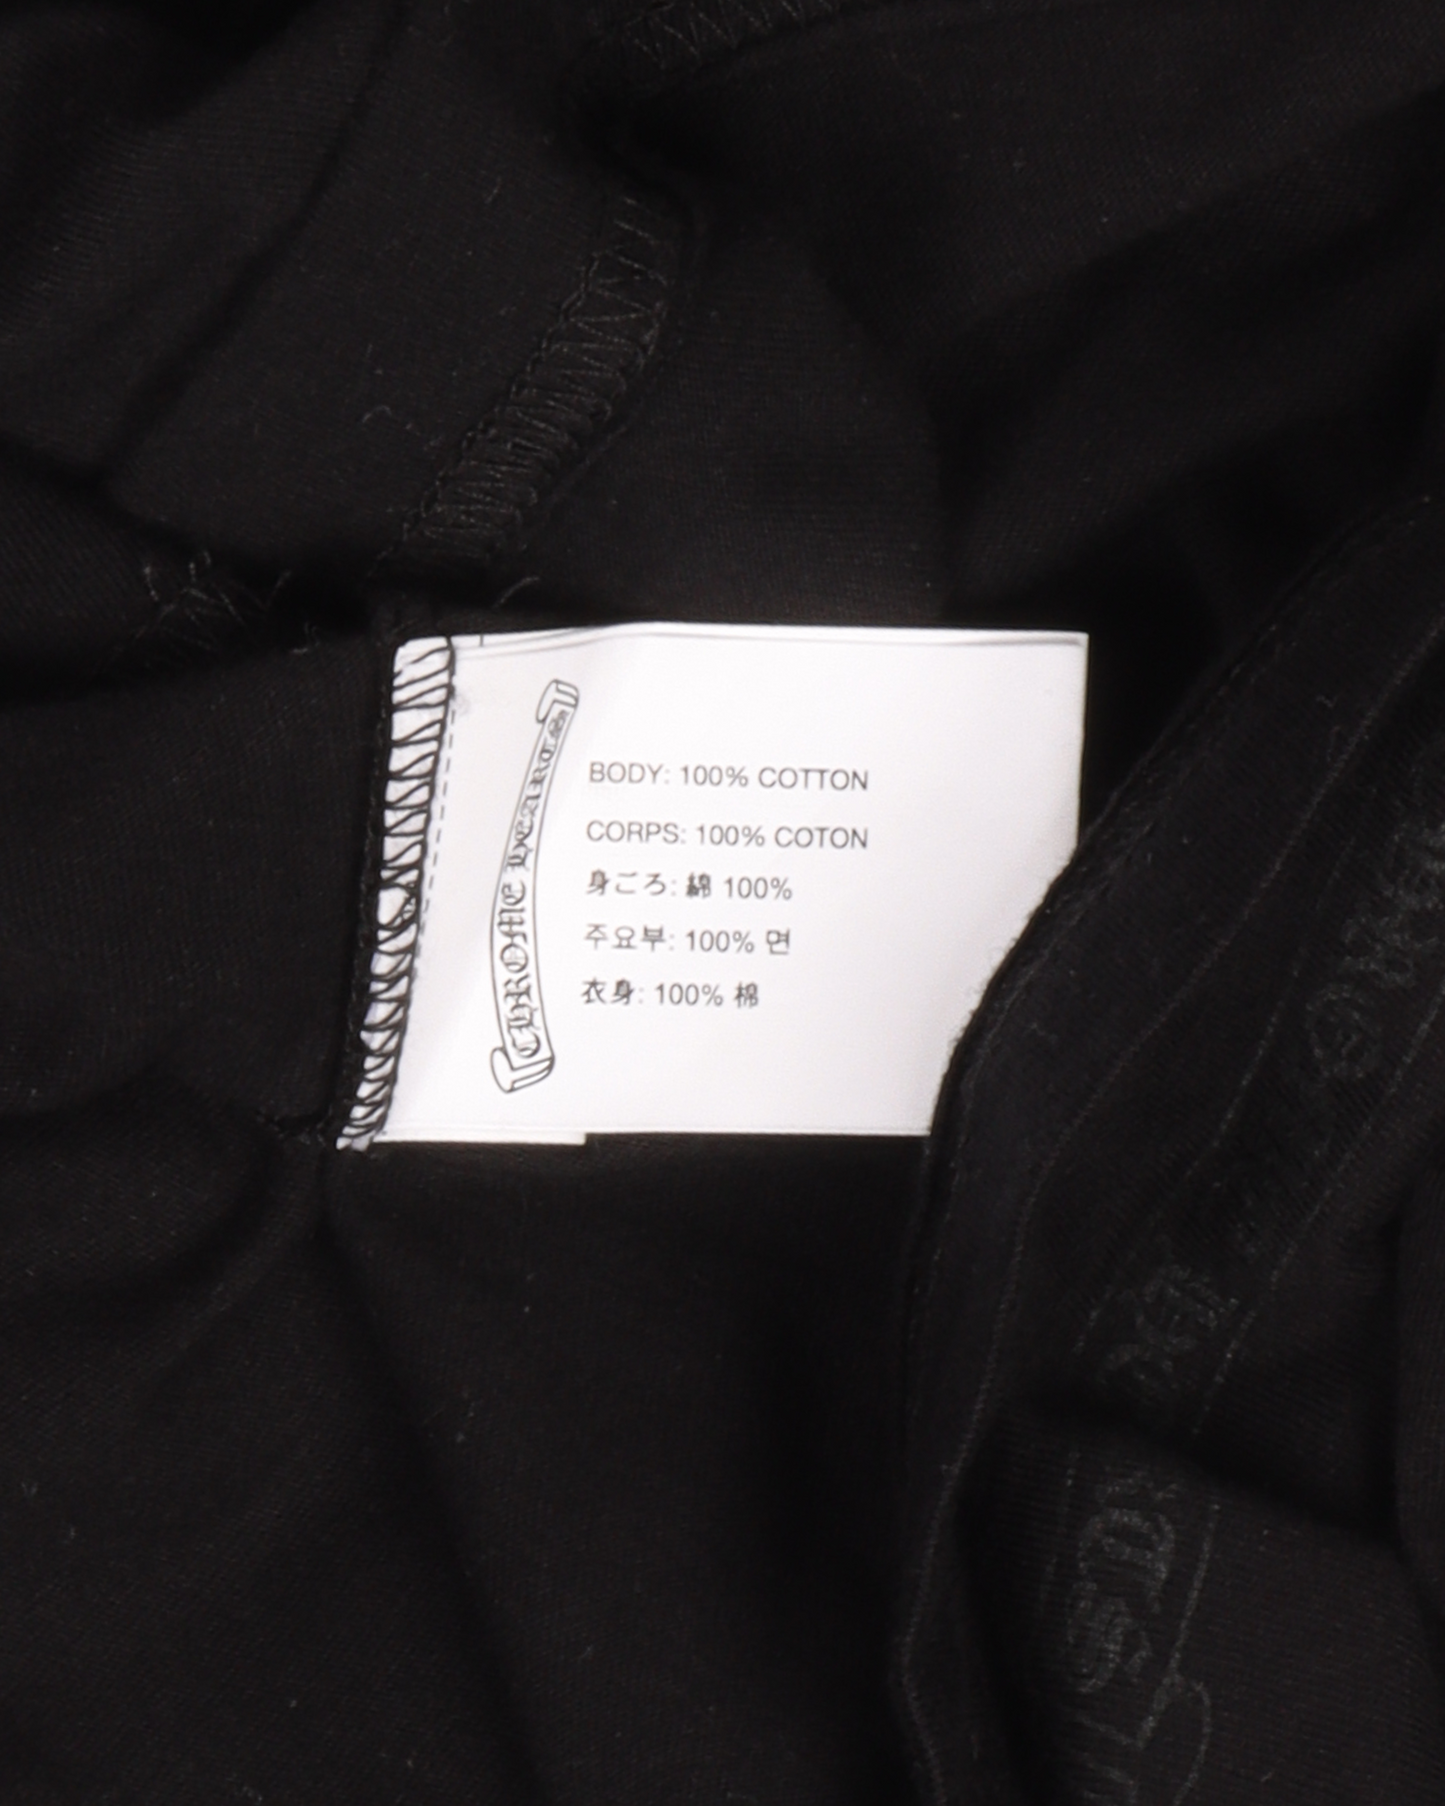 CHROME HEARTS
BODY: 100% COTTON
CORPS: 100% COTON
身ごろ: 綿 100%
주요부: 100% 면
衣身: 100% 棉